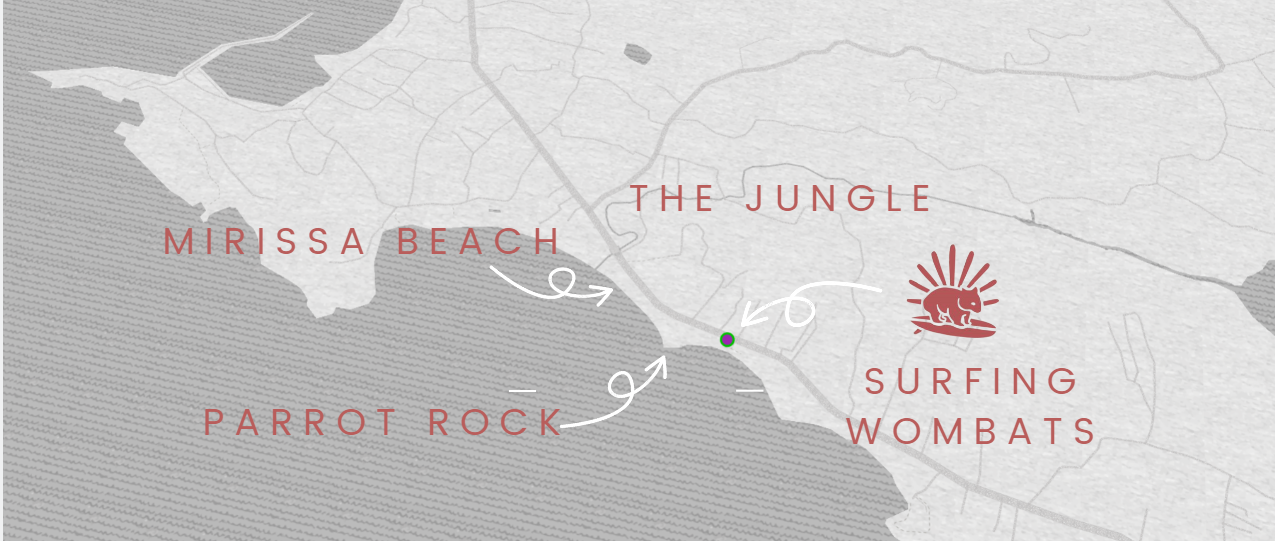 THE JUNGLE
MIRISSA BEACH
SURFING
WOMBATS
PARROT ROCK